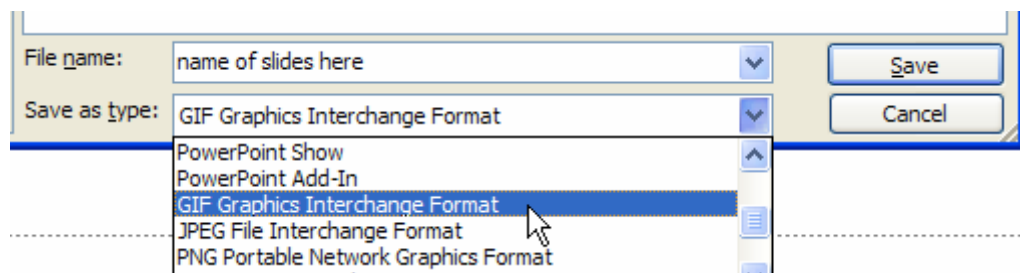 File name:
name of slides here
Save
Save as type:
GIF Graphics Interchange Format
Cancel
PowerPoint Show
PowerPoint Add-In
GIF Graphics Interchange Format
JPEG File Interchange Format
PNG Portable Network Graphics Format